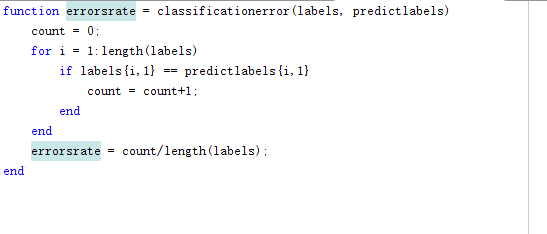 function errorsrate = classificationerror(labels, predictlabels)
count = 0;
for i = 1:length(labels)
if labels{i,1} == predictlabels{i,1}
count = count+1;
end
end
errorsrate = count/length(labels);
end